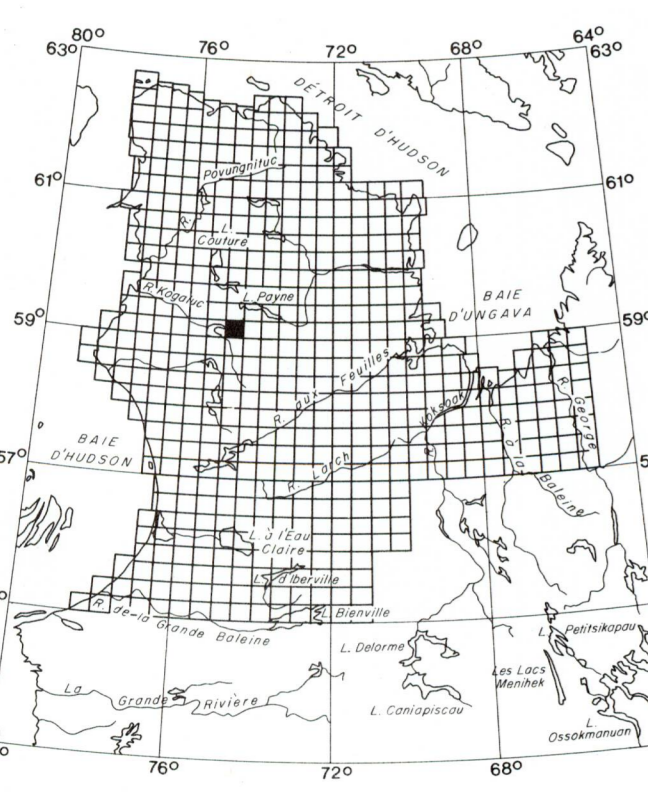 80° 76° 72° 68° 64°
63° 63°
DÉTROIT D'HUDSON
Povungnituc
61° 61°
R.
L.
Couture
R. Kogaluc
L. Payne
BAIE
D'UNGAVA
59° 59°
R. aux Feuilles
Koksoak
R.
R. George
R. à la Baleine
BAIE
D'HUDSON
57° 5
R. Larch
L. à l'Eau
Claire
L. d'Iberville
R. de-la Grande Baleine
L. Bienville
L. Delorme
L. Petitsikapau
Les Lacs
Menihek
La Grande Rivière
L. Caniapiscau
L.
Ossokmanuan
76° 72° 68°